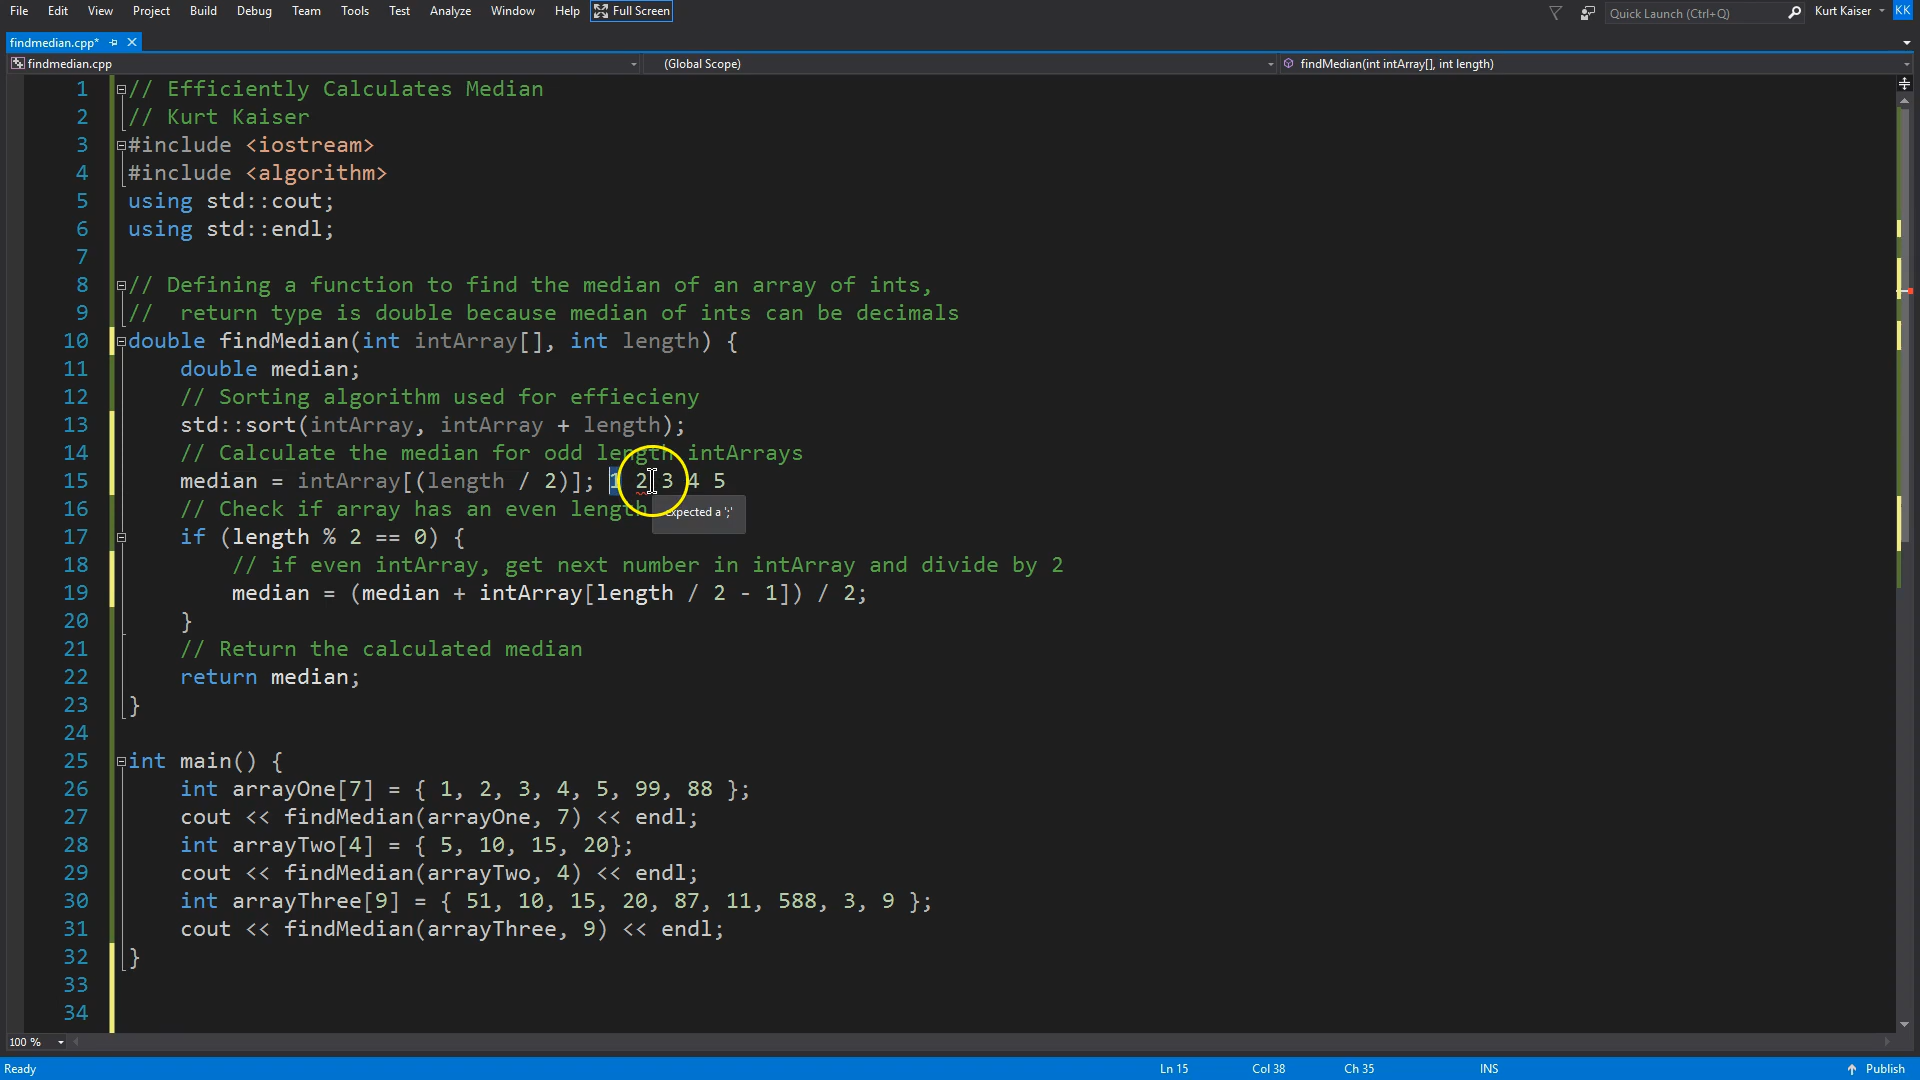 File Edit View Project Build Debug Team Tools Test Analyze Window Help Full Screen Quick Launch (Ctrl+Q) Kurt Kaiser KK
findmedian.cpp*
findmedian.cpp (Global Scope) findMedian(int intArray[], int length)
1 // Efficiently Calculates Median
2 // Kurt Kaiser
3 #include <iostream>
4 #include <algorithm>
5 using std::cout;
6 using std::endl;
7
8 // Defining a function to find the median of an array of ints,
9 //  return type is double because median of ints can be decimals
10 double findMedian(int intArray[], int length) {
11 double median;
12 // Sorting algorithm used for effiecieny
13 std::sort(intArray, intArray + length);
14 // Calculate the median for odd length intArrays
15 median = intArray[(length / 2)]; 1 2 3 4 5
16 // Check if array has an even length
expected a ';'
17 if (length % 2 == 0) {
18 // if even intArray, get next number in intArray and divide by 2
19 median = (median + intArray[length / 2 - 1]) / 2;
20 }
21 // Return the calculated median
22 return median;
23 }
24
25 int main() {
26 int arrayOne[7] = { 1, 2, 3, 4, 5, 99, 88 };
27 cout << findMedian(arrayOne, 7) << endl;
28 int arrayTwo[4] = { 5, 10, 15, 20};
29 cout << findMedian(arrayTwo, 4) << endl;
30 int arrayThree[9] = { 51, 10, 15, 20, 87, 11, 588, 3, 9 };
31 cout << findMedian(arrayThree, 9) << endl;
32 }
33
34
100 %
Ready Ln 15 Col 38 Ch 35 INS Publish